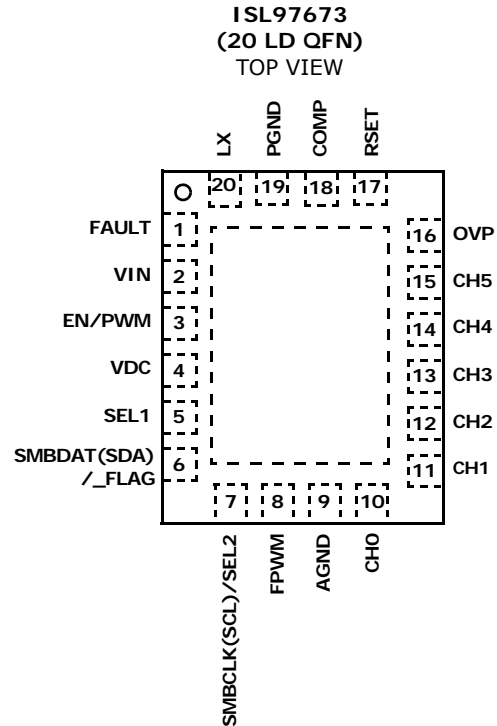 ISL97673
(20 LD QFN)
TOP VIEW
LX
PGND
COMP
RSET
20
19
18
17
FAULT 1
16 OVP
VIN 2
15 CH5
EN/PWM 3
14 CH4
VDC 4
13 CH3
SEL1 5
12 CH2
SMBDAT(SDA)
/_FLAG
6
11 CH1
7
8
9
10
SMBCLK(SCL)/SEL2
FPWM
AGND
CH0